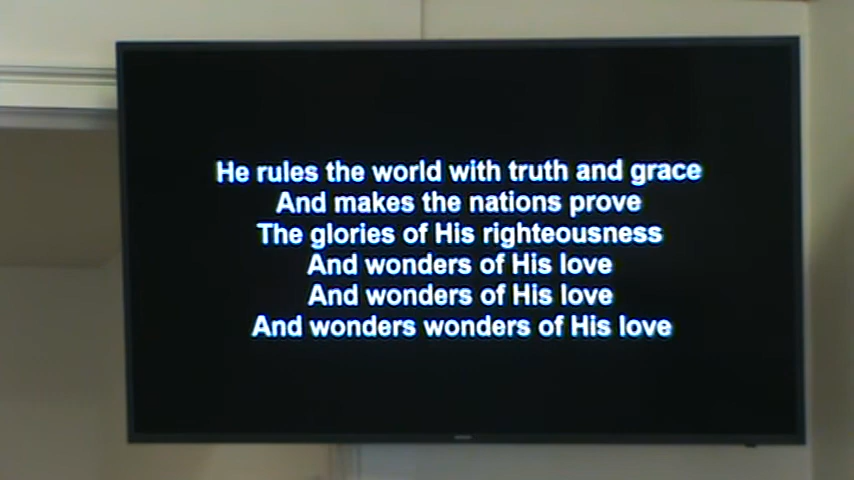 He rules the world with truth and grace
And makes the nations prove
The glories of His righteousness
And wonders of His love
And wonders of His love
And wonders wonders of His love